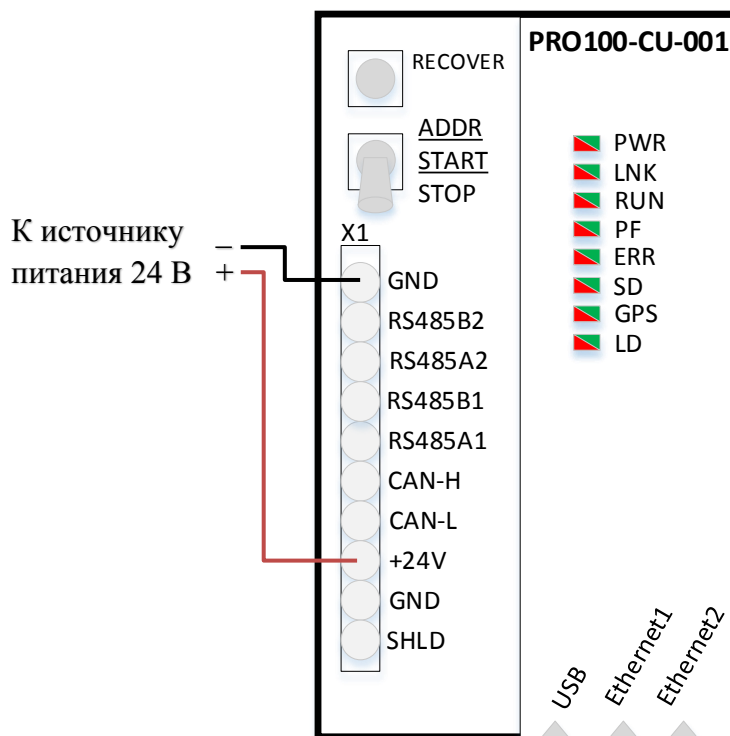 PRO100-CU-001
RECOVER
ADDR
START
STOP
X1
К источнику
питания 24 В
–
+
GND
RS485B2
RS485A2
RS485B1
RS485A1
CAN-H
CAN-L
+24V
GND
SHLD
PWR
LNK
RUN
PF
ERR
SD
GPS
LD
USB
Ethernet1
Ethernet2